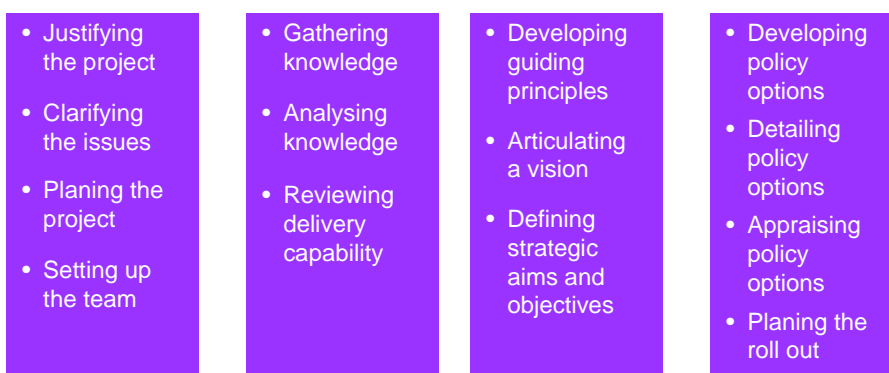 • Justifying
the project
• Clarifying
the issues
• Planing the
project
• Setting up
the team
• Gathering
knowledge
• Analysing
knowledge
• Reviewing
delivery
capability
• Developing
guiding
principles
• Articulating
a vision
• Defining
strategic
aims and
objectives
• Developing
policy
options
• Detailing
policy
options
• Appraising
policy
options
• Planing the
roll out